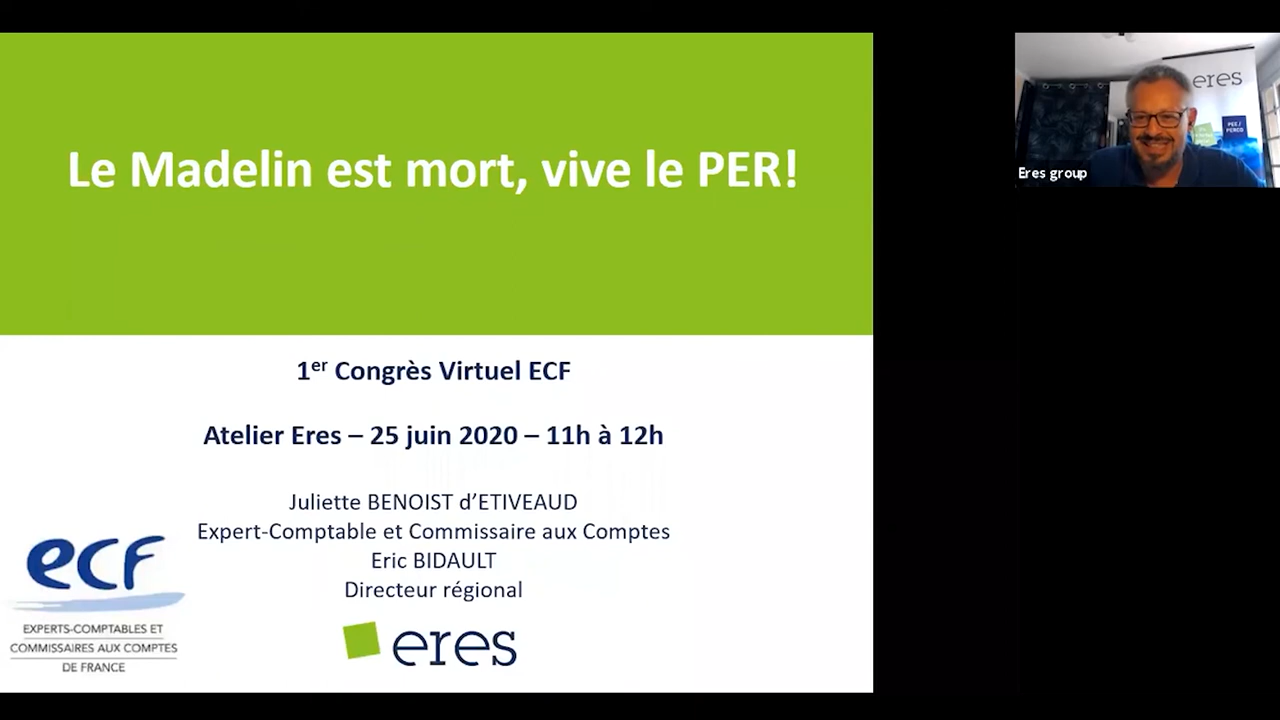 Le Madelin est mort, vive le PER!
1er Congrès Virtuel ECF
Atelier Eres – 25 juin 2020 – 11h à 12h
Juliette BENOIST d'ETIVEAUD
Expert-Comptable et Commissaire aux Comptes
Eric BIDAULT
Directeur régional
eres
ecf
EXPERTS-COMPTABLES ET
COMMISSAIRES AUX COMPTES
DE FRANCE
eres
PEE /
PERCO
Eres group